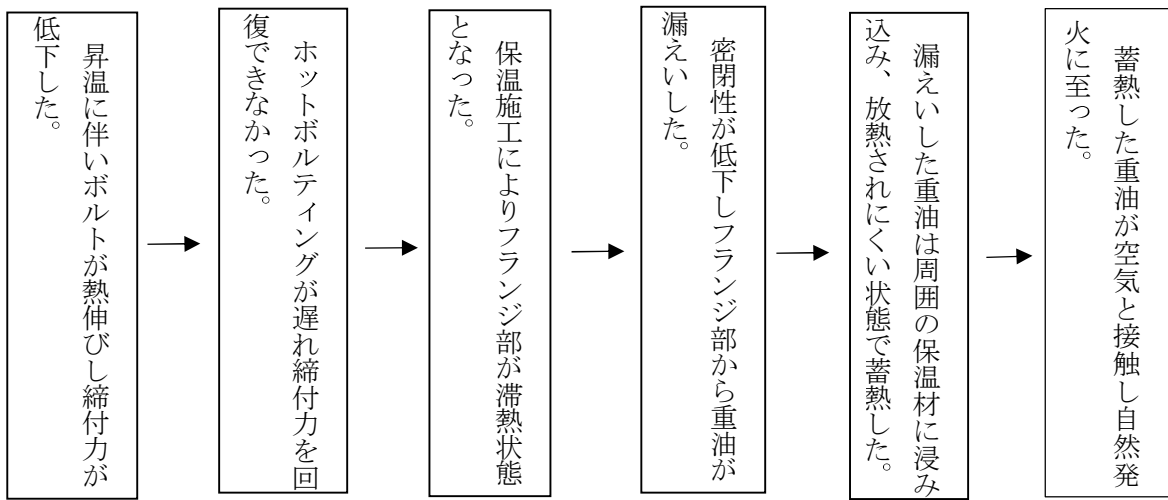 昇温に伴いボルトが熱伸びし締付力が
低下した。
ホットボルティングが遅れ締付力を回
復できなかった。
保温施工によりフランジ部が滞熱状態
となった。
密閉性が低下しフランジ部から重油が
漏えいした。
漏えいした重油は周囲の保温材に浸み
込み、放熱されにくい状態で蓄熱した。
蓄熱した重油が空気と接触し自然発
火に至った。